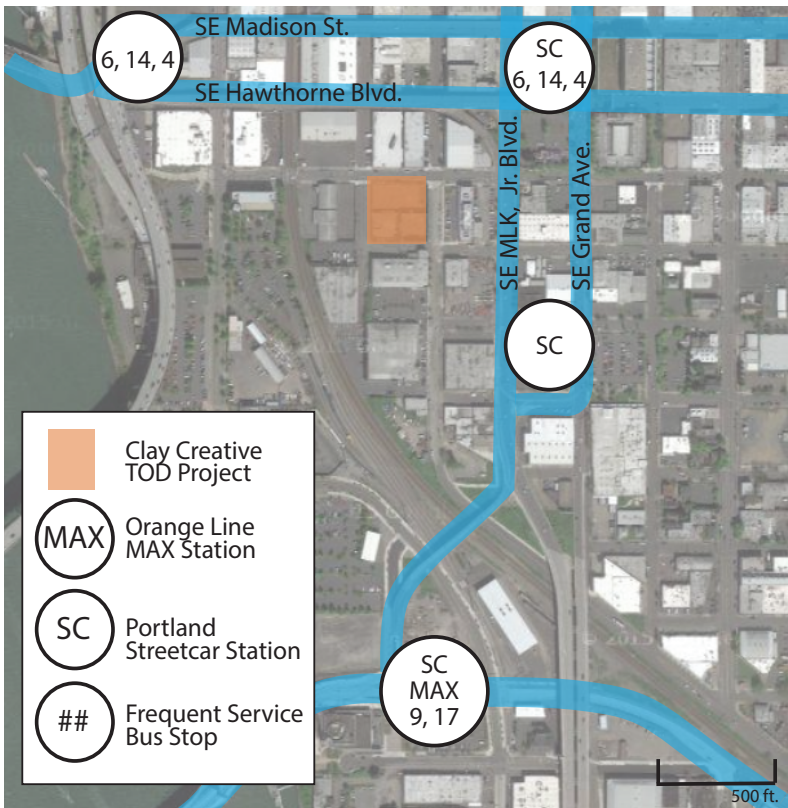 SE Madison St.
6, 14, 4
SC
6, 14, 4
SE Hawthorne Blvd.
SE MLK, Jr. Blvd.
SE Grand Ave.
SC
Clay Creative
TOD Project
MAX
Orange Line
MAX Station
SC
Portland
Streetcar Station
##
Frequent Service
Bus Stop
SC
MAX
9, 17
500 ft.